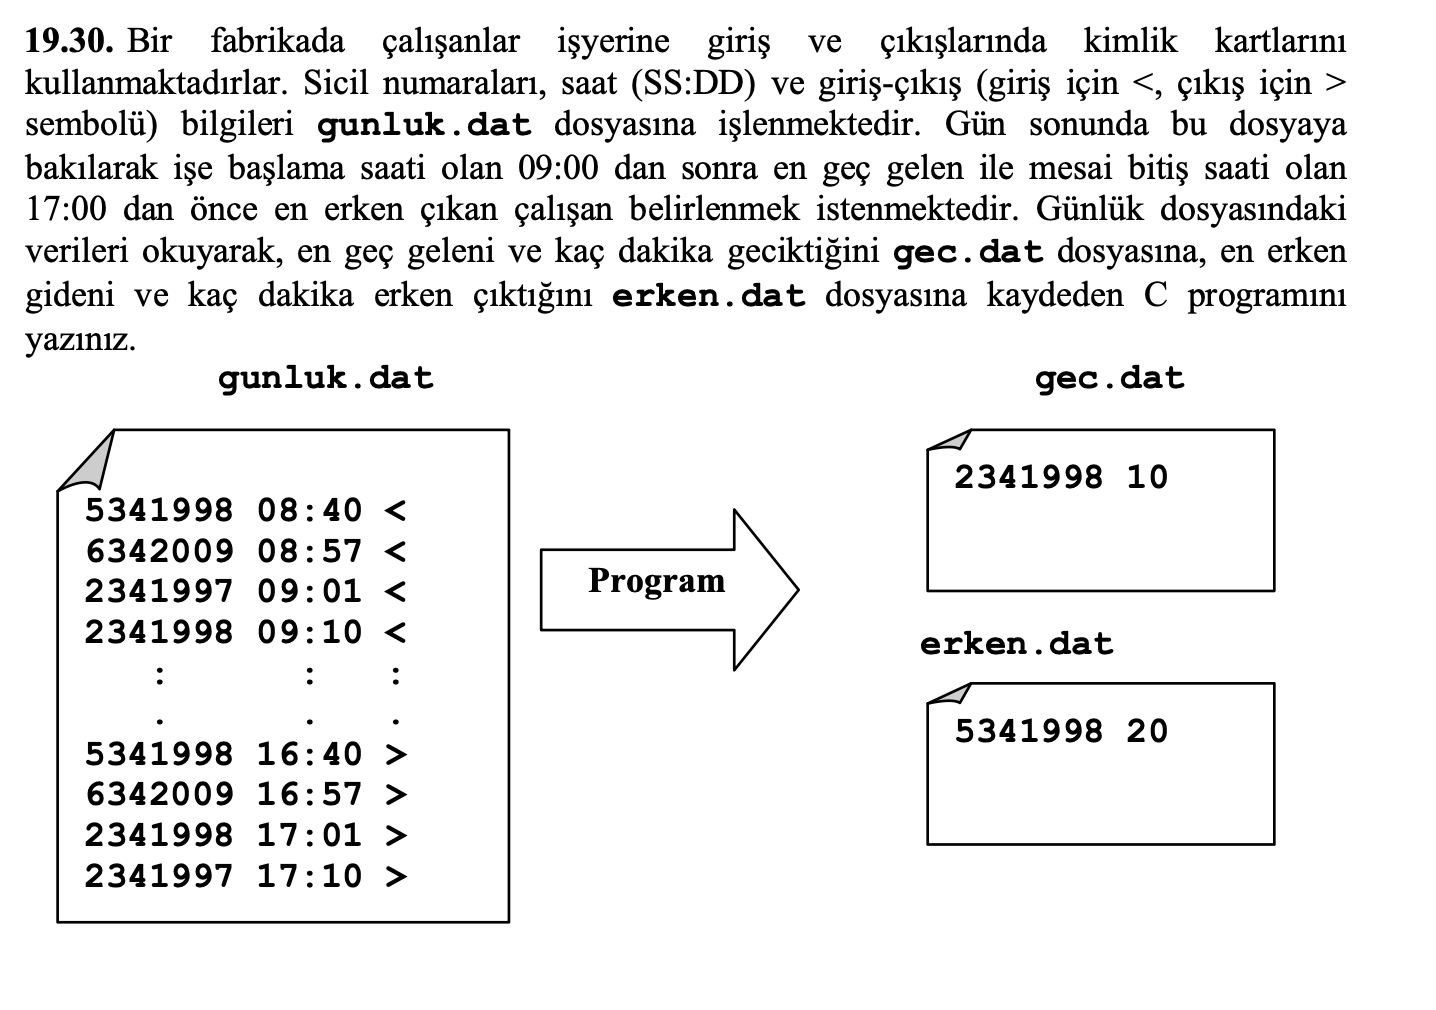 19.30. Bir fabrikada çalışanlar işyerine giriş ve çıkışlarında kimlik kartlarını
kullanmaktadırlar. Sicil numaraları, saat (SS:DD) ve giriş-çıkış (giriş için <, çıkış için >
sembolü) bilgileri gunluk.dat dosyasına işlenmektedir. Gün sonunda bu dosyaya
bakılarak işe başlama saati olan 09:00 dan sonra en geç gelen ile mesai bitiş saati olan
17:00 dan önce en erken çıkan çalışan belirlenmek istenmektedir. Günlük dosyasındaki
verileri okuyarak, en geç geleni ve kaç dakika geciktiğini gec.dat dosyasına, en erken
gideni ve kaç dakika erken çıktığını erken.dat dosyasına kaydeden C programını
yazınız.
gunluk.dat
5341998 08:40 <
6342009 08:57 <
2341997 09:01 <
2341998 09:10 <
: : :
. . .
5341998 16:40 >
6342009 16:57 >
2341998 17:01 >
2341997 17:10 >
Program
gec.dat
2341998 10
erken.dat
5341998 20